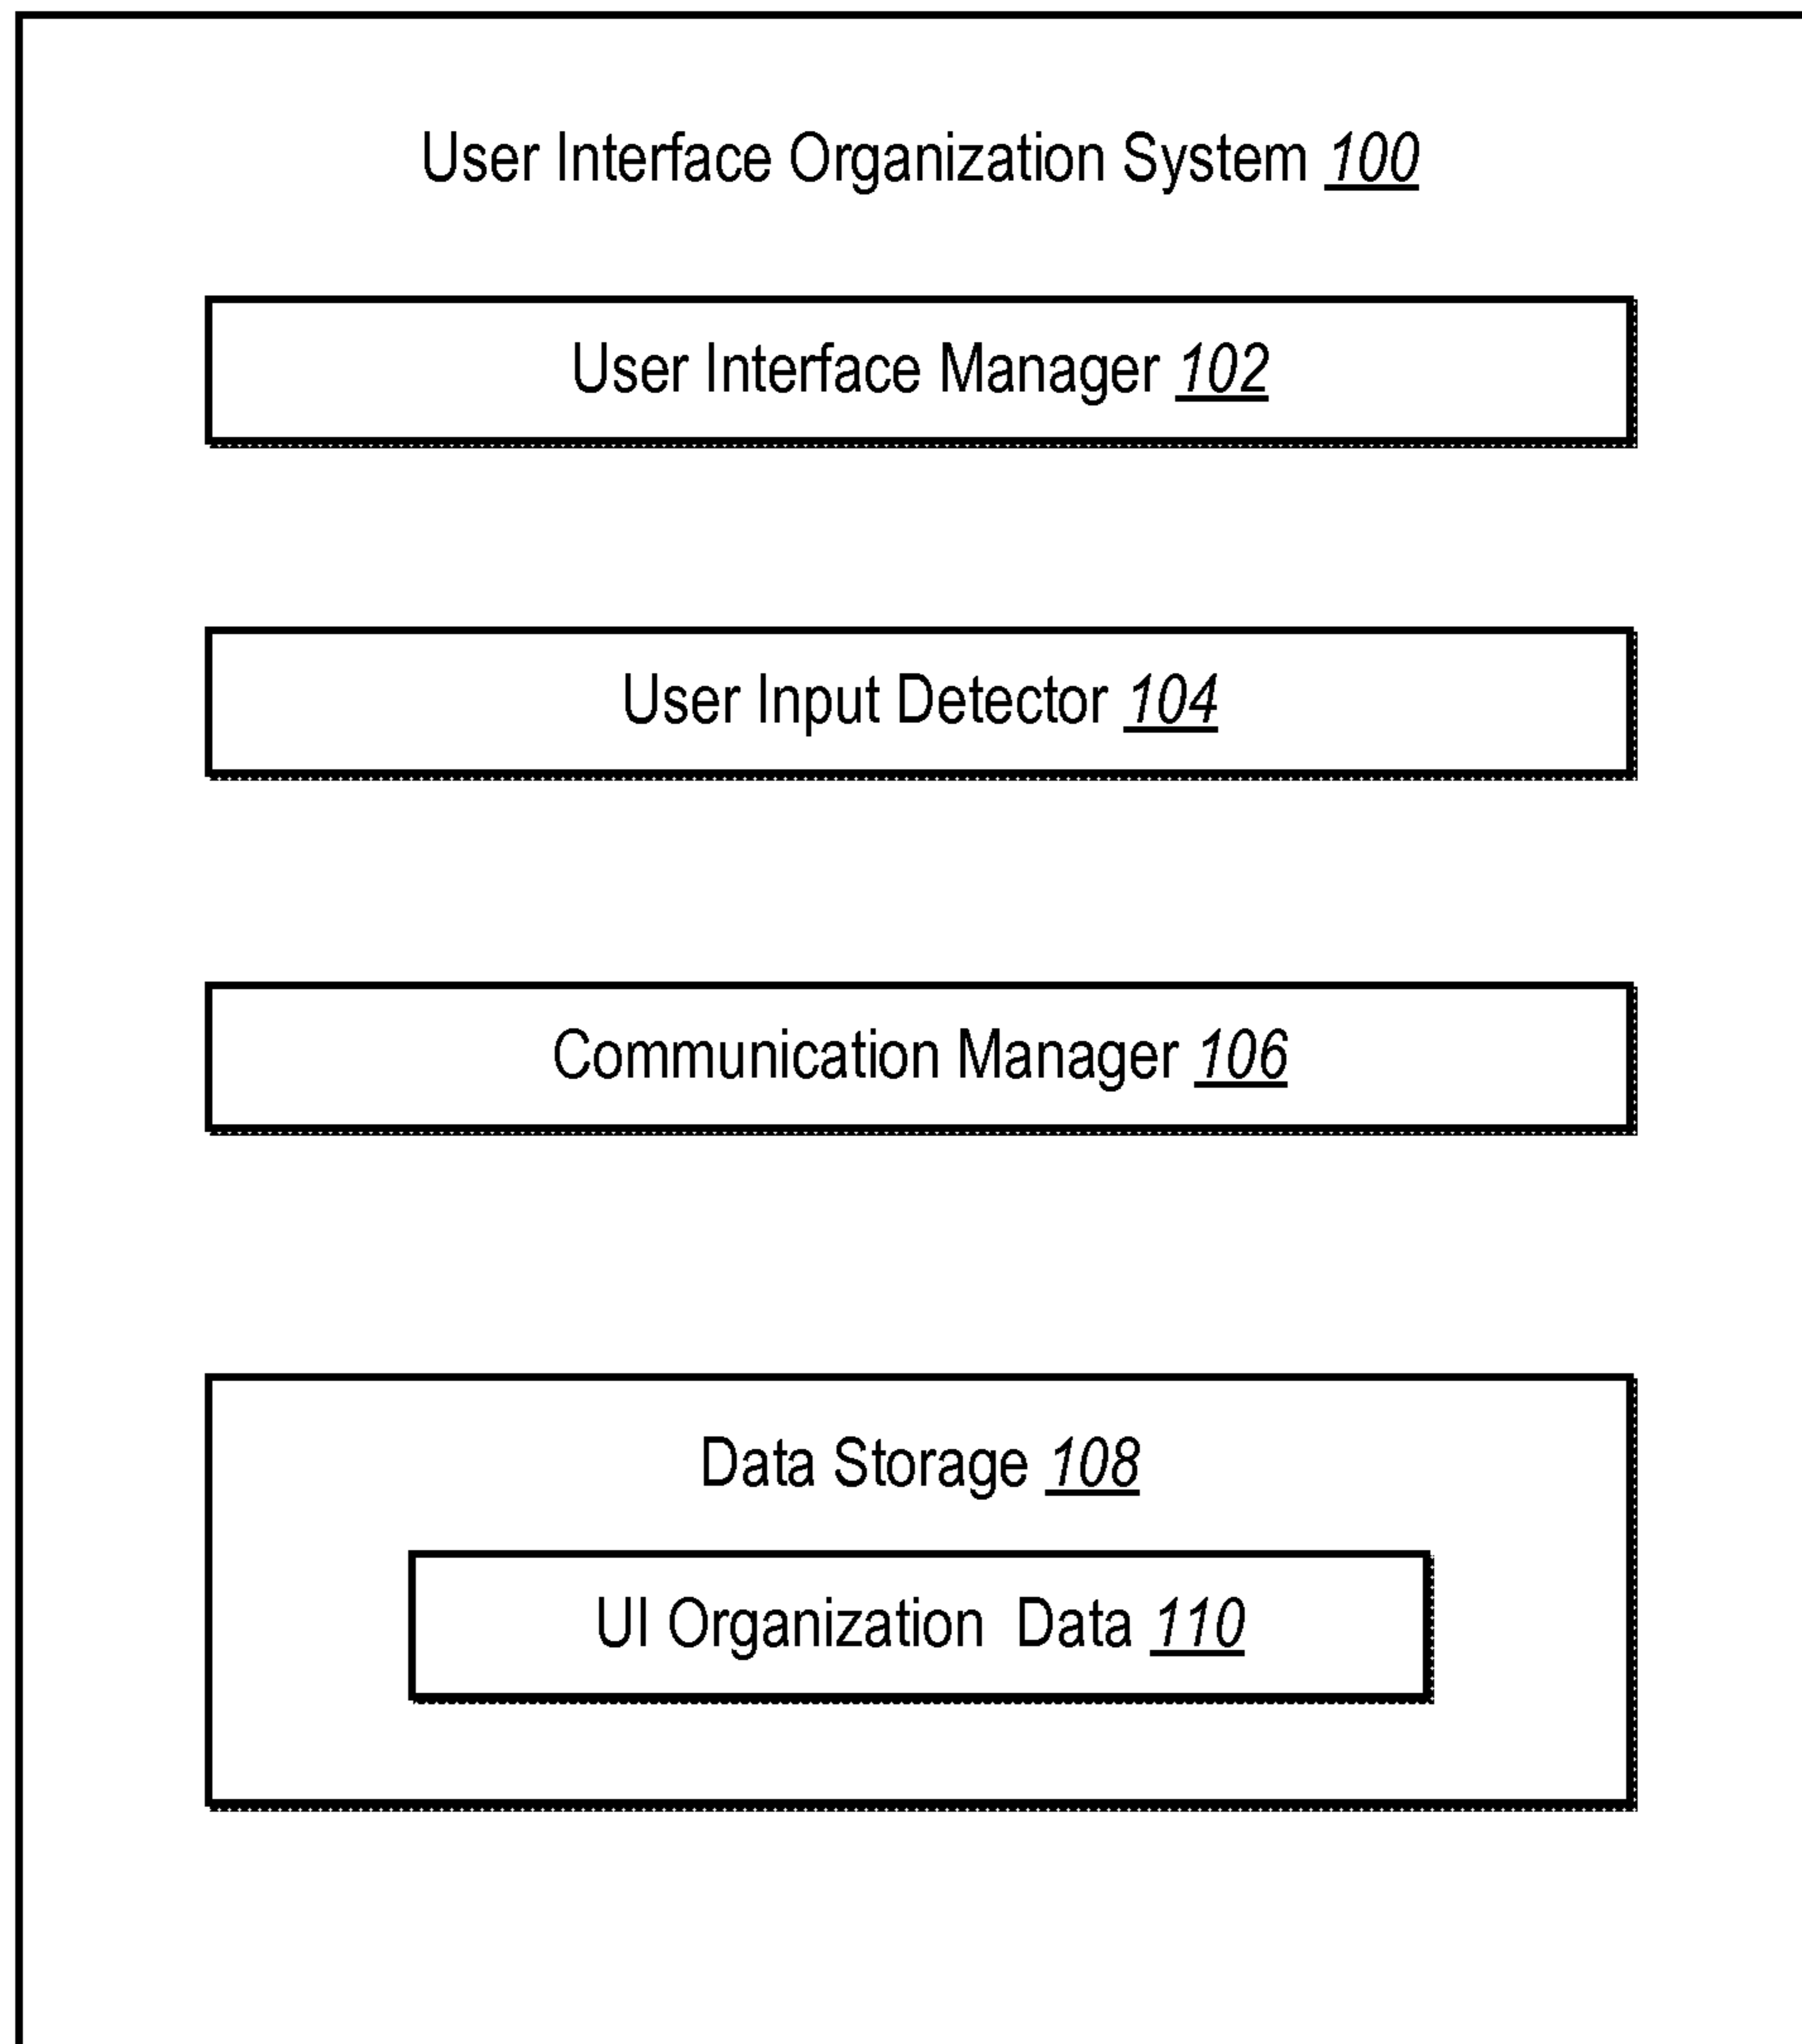 User Interface Organization System 100
User Interface Manager 102
User Input Detector 104
Communication Manager 106
Data Storage 108
UI Organization  Data 110